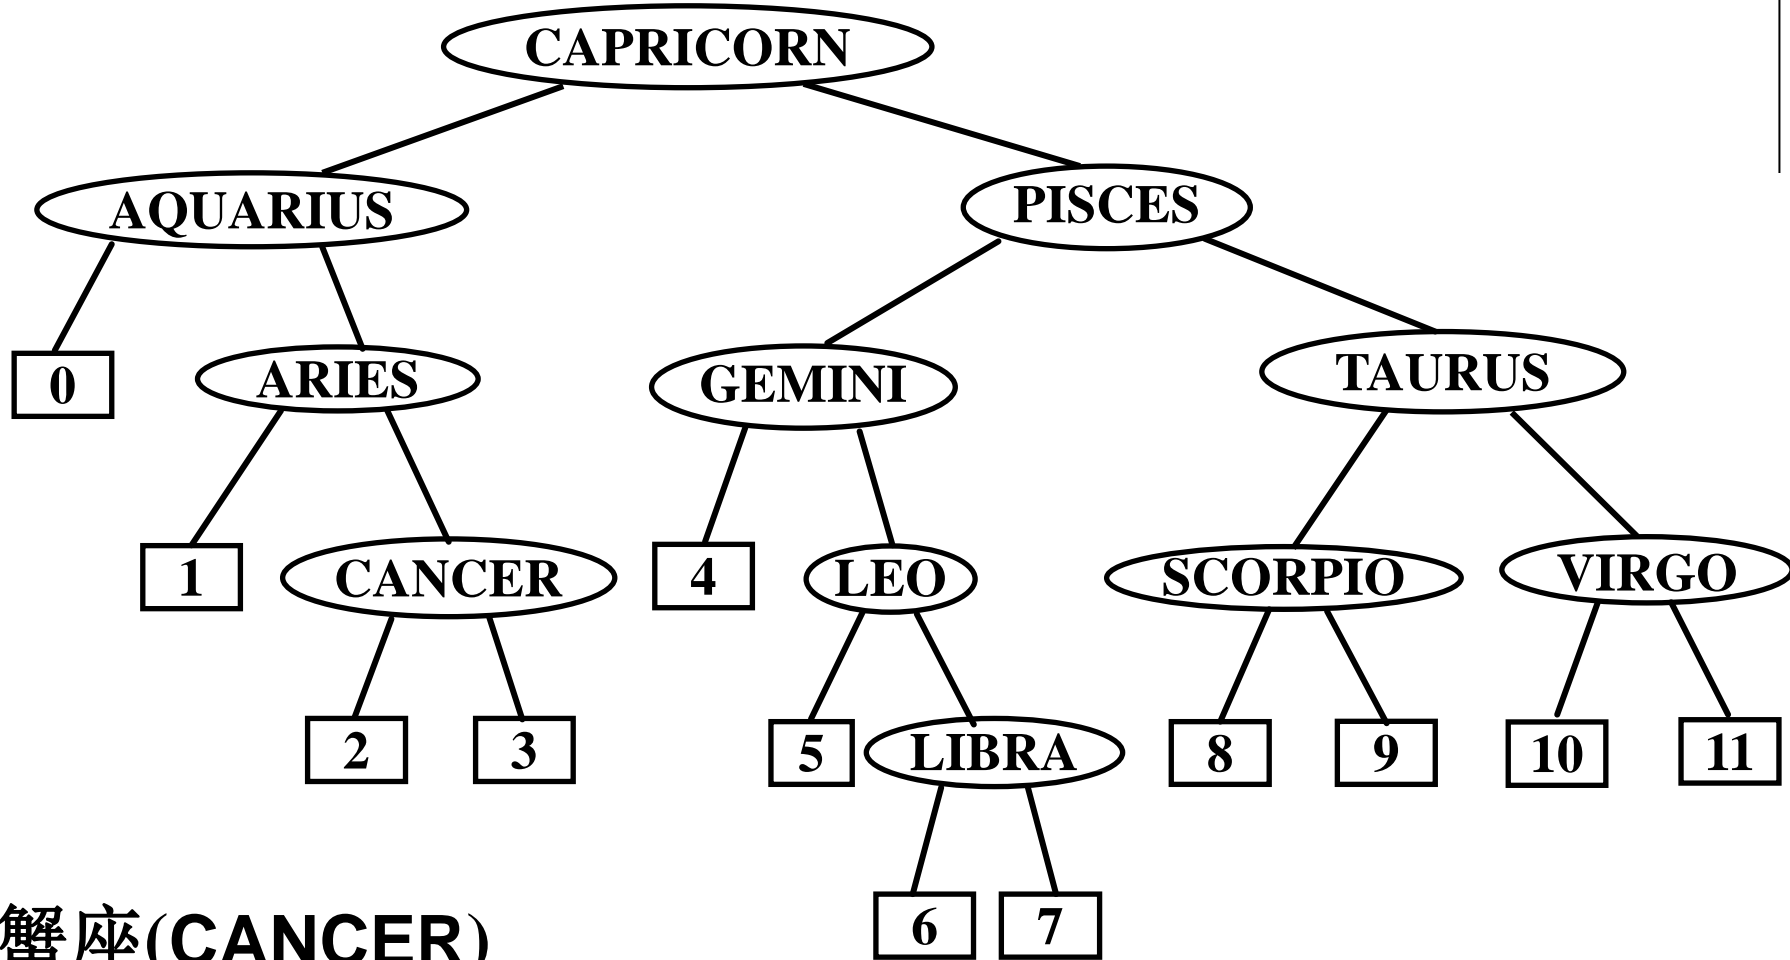 CAPRICORN
AQUARIUS PISCES
0 ARIES GEMINI TAURUS
1 CANCER 4 LEO SCORPIO VIRGO
2 3 5 LIBRA 8 9 10 11
6 7
蟹座(CANCER)